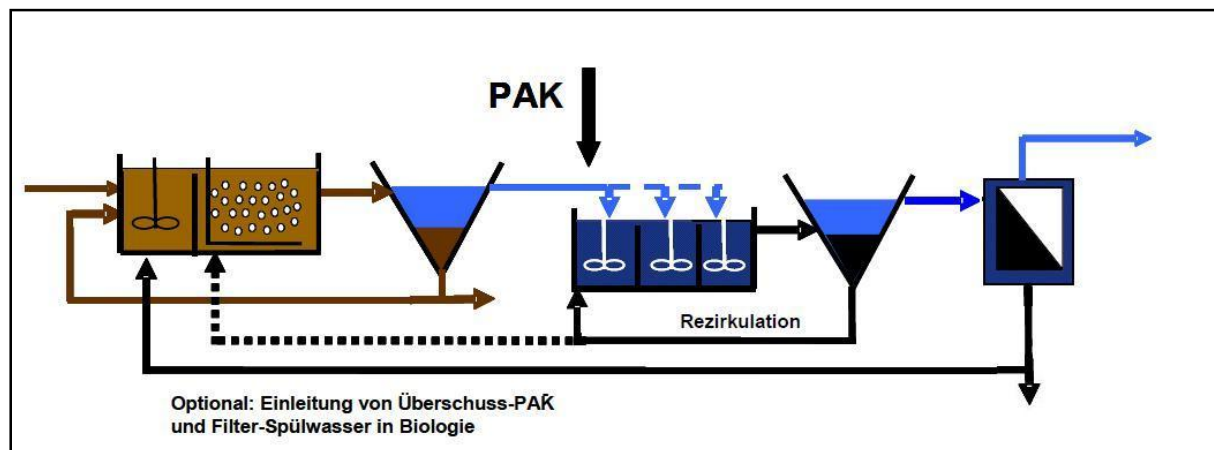 PAK
Rezirkulation
Optional: Einleitung von Überschuss-PAK
und Filter-Spülwasser in Biologie